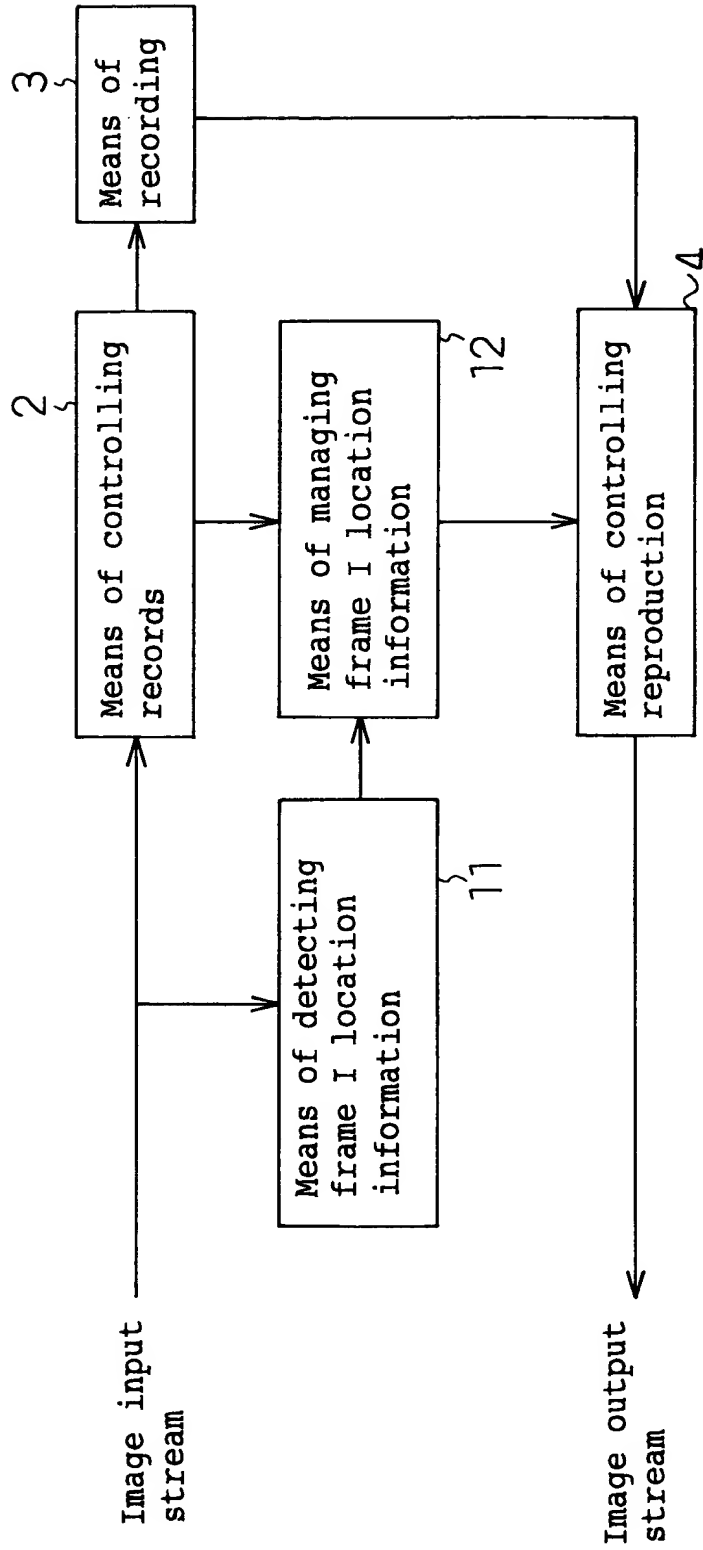 Image input
stream
2
Means of controlling
records
3
Means of
recording
Means of detecting
frame I location
information
11
Means of managing
frame I location
information
12
Image output
stream
Means of controlling
reproduction
4